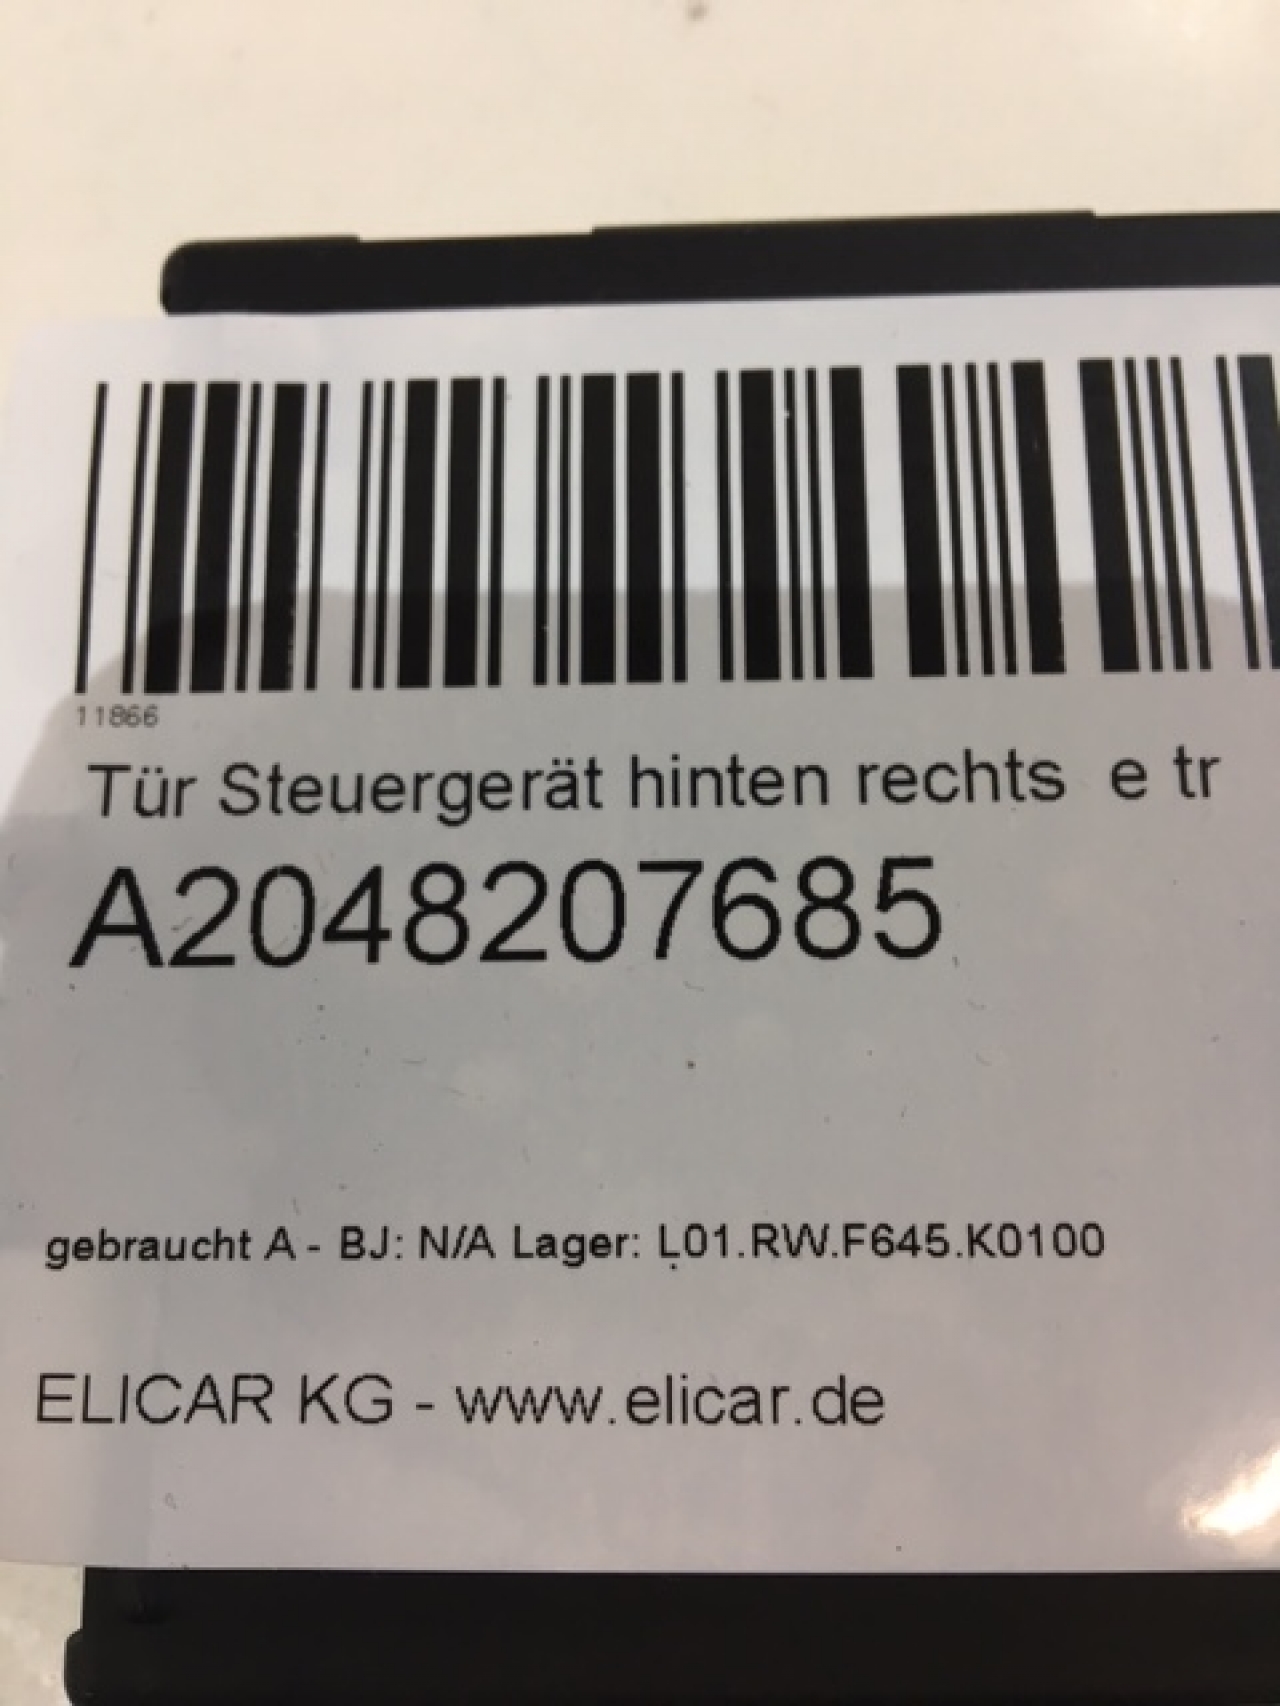 11866
Tür Steuergerät hinten rechts e tr
A2048207685
gebraucht A - BJ: N/A Lager: L01.RW.F645.K0100
ELICAR KG - www.elicar.de